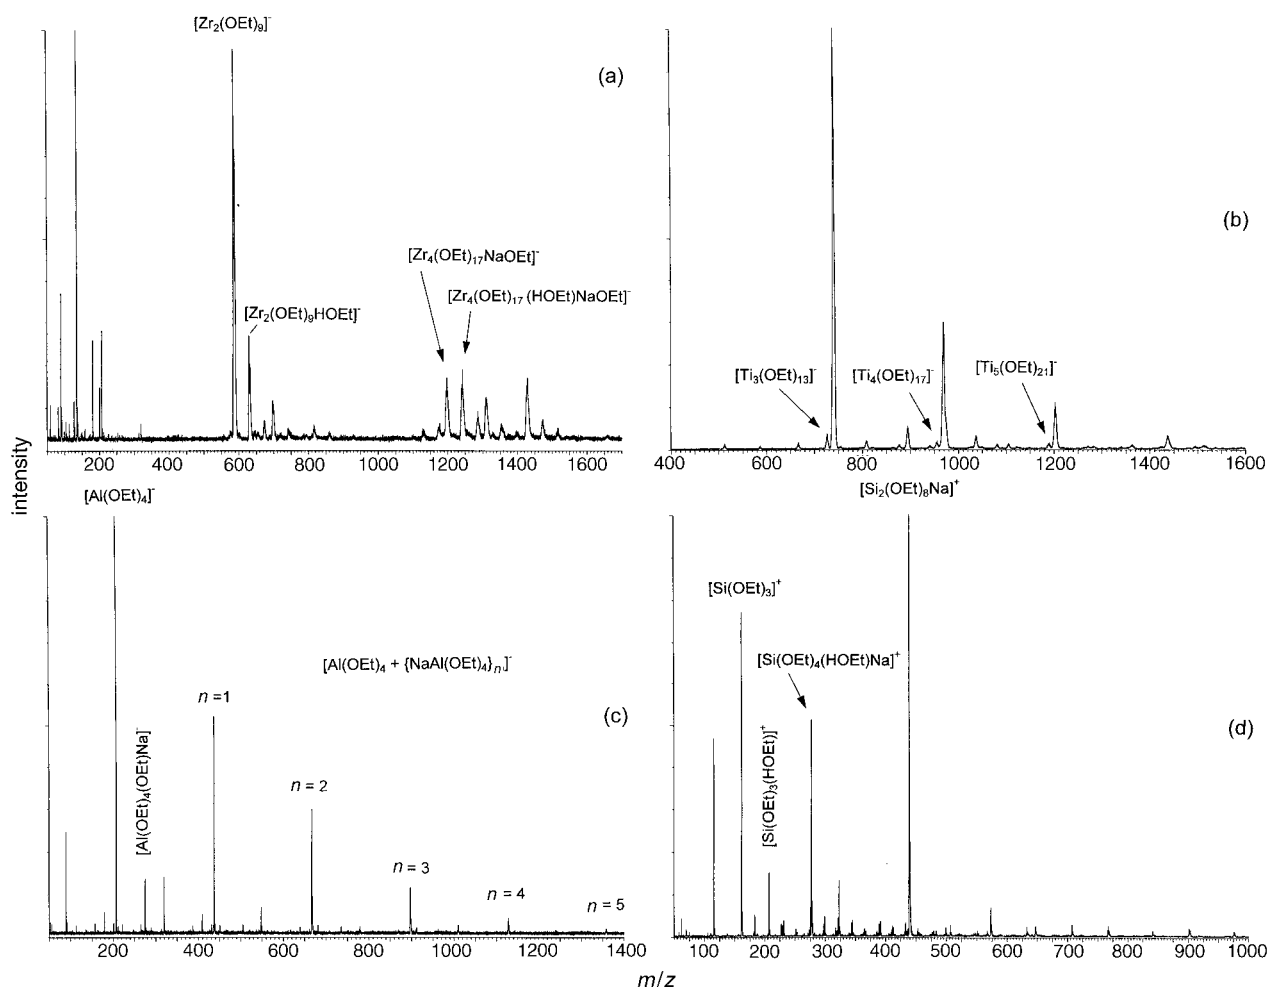 [Zr₂(OEt)₉]⁻
(a)
[Zr₄(OEt)₁₇NaOEt]⁻
[Zr₄(OEt)₁₇(HOEt)NaOEt]⁻
[Zr₂(OEt)₉HOEt]⁻
200 400 600 800 1000 1200 1400 1600
(b)
[Ti₃(OEt)₁₃]⁻
[Ti₄(OEt)₁₇]⁻
[Ti₅(OEt)₂₁]⁻
400 600 800 1000 1200 1400 1600
intensity
[Al(OEt)₄]⁻
[Al(OEt)₄ + {NaAl(OEt)₄}ₙ]⁻
n =1
(c)
[Al(OEt)₄(OEt)Na]⁻
n = 2
n = 3
n = 4
n = 5
200 400 600 800 1000 1200 1400
[Si₂(OEt)₈Na]⁺
[Si(OEt)₃]⁺
[Si(OEt)₄(HOEt)Na]⁺
(d)
[Si(OEt)₃(HOEt)]⁺
100 200 300 400 500 600 700 800 900 1000
m/z